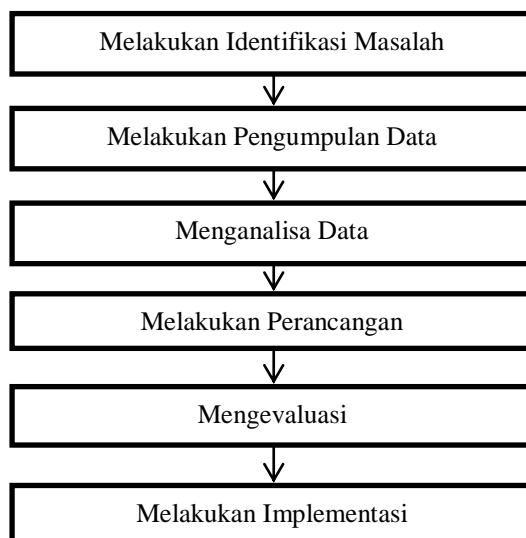 Melakukan Identifikasi Masalah
Melakukan Pengumpulan Data
Menganalisa Data
Melakukan Perancangan
Mengevaluasi
Melakukan Implementasi